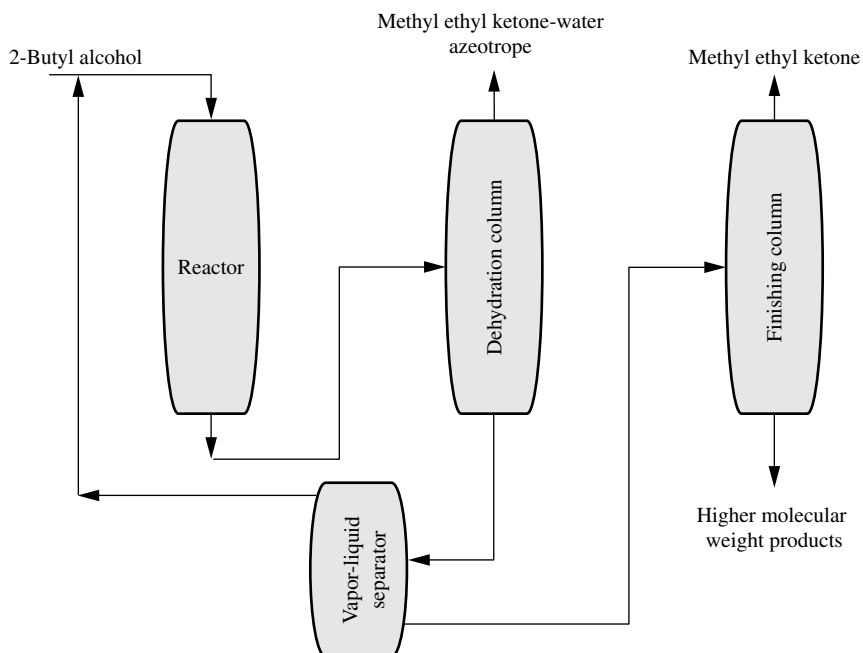 Methyl ethyl ketone-water
azeotrope
2-Butyl alcohol
Methyl ethyl ketone
Reactor
Dehydration column
Finishing column
Vapor-liquid
separator
Higher molecular
weight products